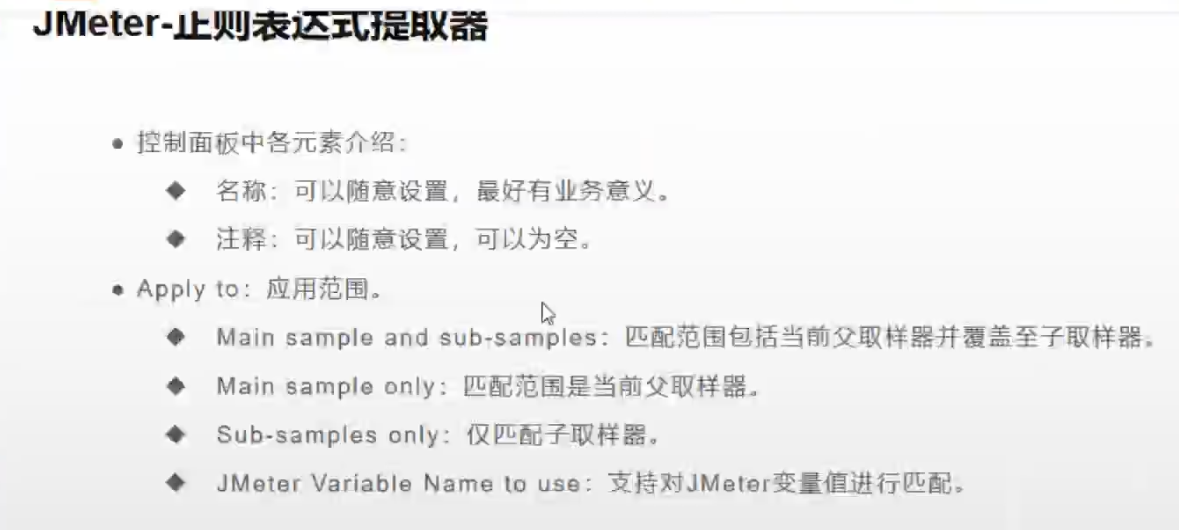 JMeter-正则表达式提取器
控制面板中各元素介绍：
名称：可以随意设置，最好有业务意义。
注释：可以随意设置，可以为空。
Apply to：应用范围。
Main sample and sub-samples：匹配范围包括当前父取样器并覆盖至子取样器。
Main sample only：匹配范围是当前父取样器。
Sub-samples only：仅匹配子取样器。
JMeter Variable Name to use：支持对JMeter变量值进行匹配。